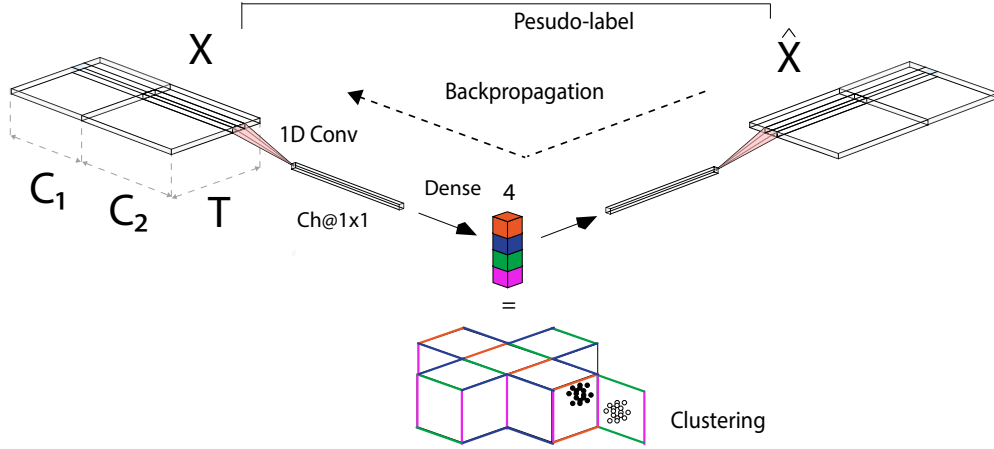 Pesudo-label
X
X̂
Backpropagation
1D Conv
C₁
C₂
T
Ch@1x1
Dense
4
=
Clustering